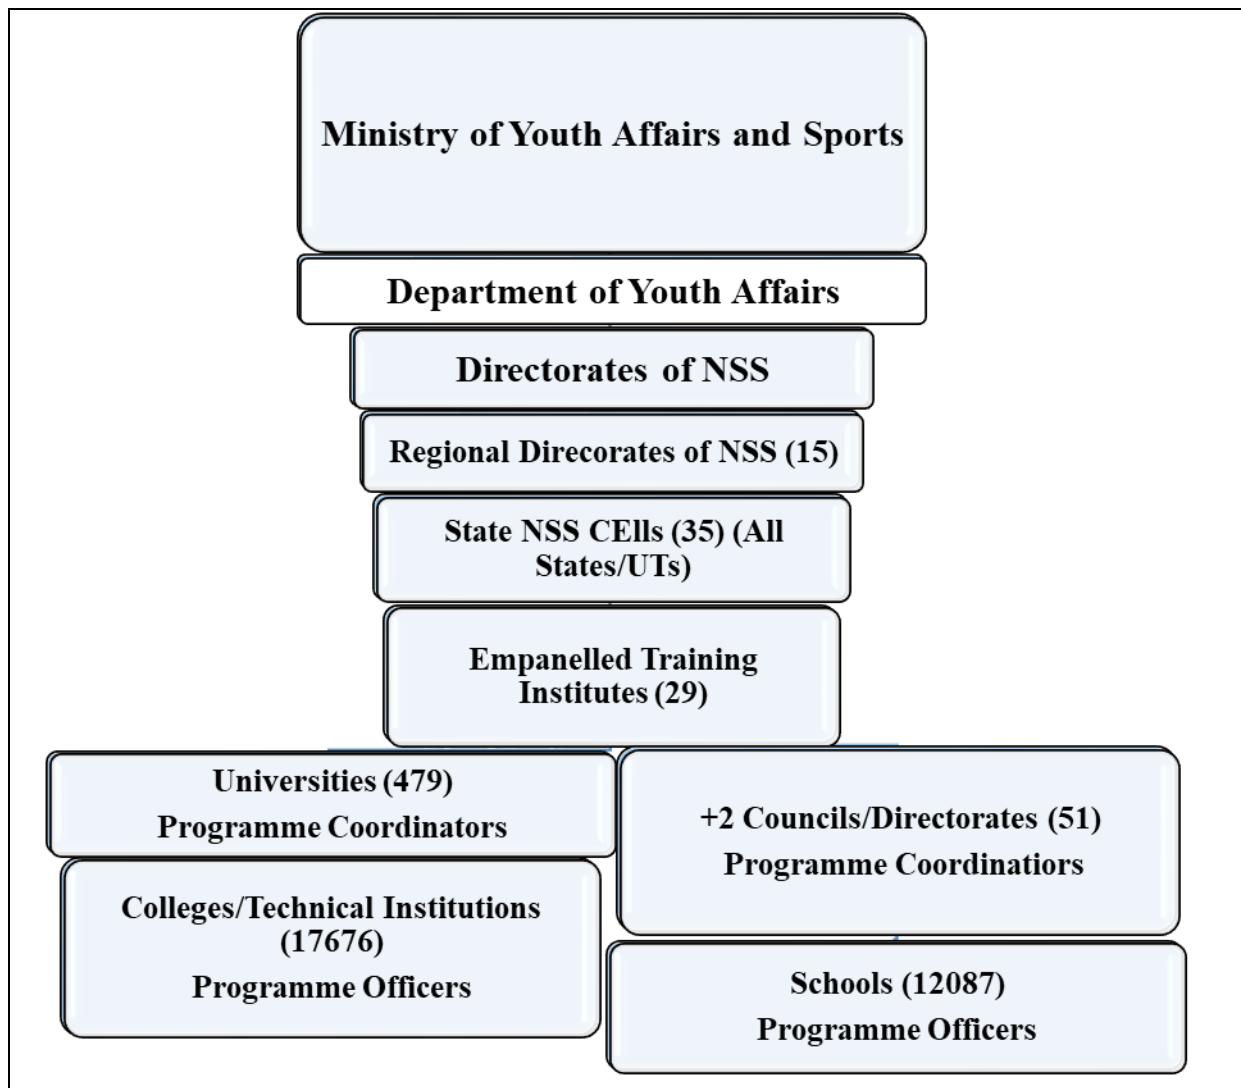 Ministry of Youth Affairs and Sports
Department of Youth Affairs
Directorates of NSS
Regional Direcorates of NSS (15)
State NSS CElls (35) (All
States/UTs)
Empanelled Training
Institutes (29)
Universities (479)
Programme Coordinators
Colleges/Technical Institutions
(17676)
Programme Officers
+2 Councils/Directorates (51)
Programme Coordinatiors
Schools (12087)
Programme Officers